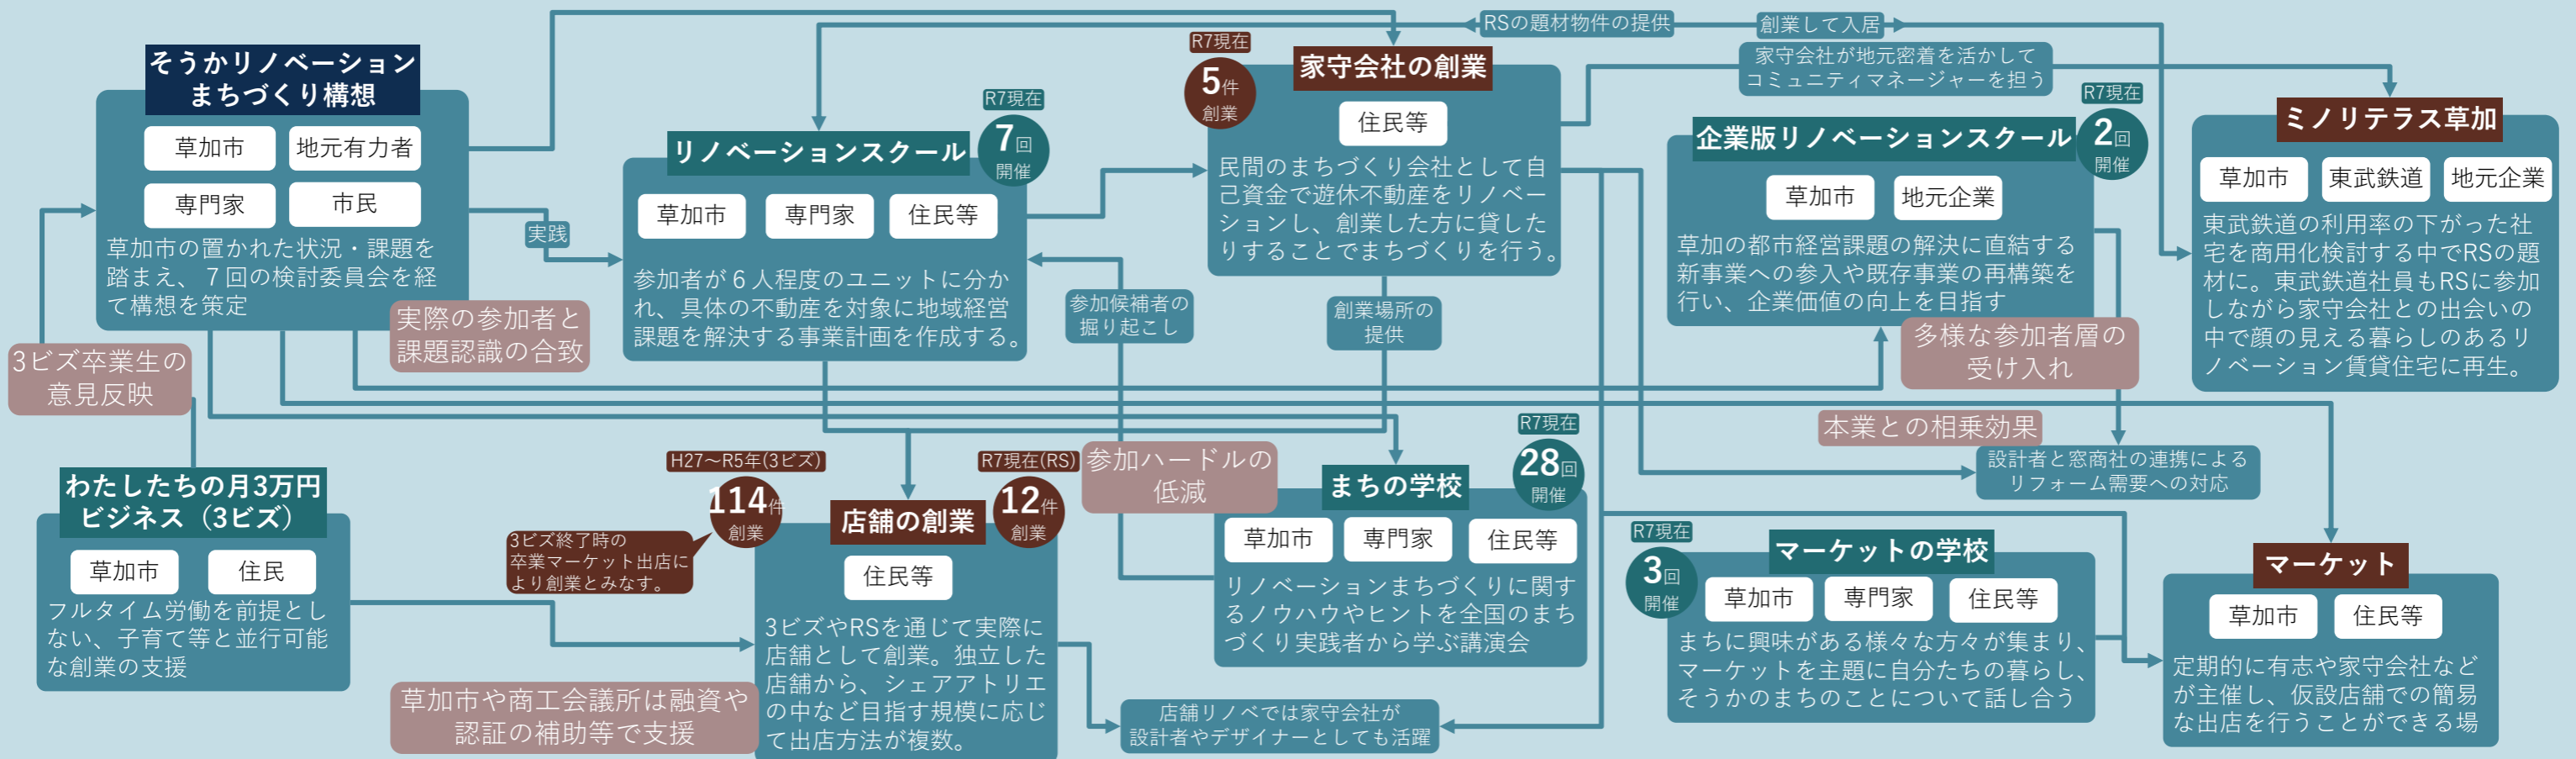 そうかリノベーション
まちづくり構想
草加市
地元有力者
専門家
市民
草加市の置かれた状況・課題を
踏まえ、７回の検討委員会を経
て構想を策定
3ビズ卒業生の
意見反映
実践
実際の参加者と
課題認識の合致
わたしたちの月3万円
ビジネス（3ビズ）
草加市
住民
フルタイム労働を前提とし
ない、子育て等と並行可能
な創業の支援
R7現在
7回
開催
リノベーションスクール
草加市
専門家
住民等
参加者が６人程度のユニットに分か
れ、具体の不動産を対象に地域経営
課題を解決する事業計画を作成する。
R7現在
5件
創業
家守会社の創業
住民等
民間のまちづくり会社として自
己資金で遊休不動産をリノベー
ションし、創業した方に貸した
りすることでまちづくりを行う。
参加候補者の
掘り起こし
創業場所の
提供
RSの題材物件の提供
創業して入居
家守会社が地元密着を活かして
コミュニティマネージャーを担う
R7現在
2回
開催
企業版リノベーションスクール
草加市
地元企業
草加の都市経営課題の解決に直結する
新事業への参入や既存事業の再構築を
行い、企業価値の向上を目指す
多様な参加者層の
受け入れ
ミノリテラス草加
草加市
東武鉄道
地元企業
東武鉄道の利用率の下がった社
宅を商用化検討する中でRSの題
材に。東武鉄道社員もRSに参加
しながら家守会社との出会いの
中で顔の見える暮らしのあるリ
ノベーション賃貸住宅に再生。
本業との相乗効果
設計者と窓商社の連携による
リフォーム需要への対応
H27～R5年(3ビズ)
114件
創業
R7現在(RS)
12件
創業
3ビズ終了時の
卒業マーケット出店に
より創業とみなす。
店舗の創業
住民等
3ビズやRSを通じて実際に
店舗として創業。独立した
店舗から、シェアアトリエ
の中など目指す規模に応じ
て出店方法が複数。
草加市や商工会議所は融資や
認証の補助等で支援
参加ハードルの
低減
R7現在
28回
開催
まちの学校
草加市
専門家
住民等
リノベーションまちづくりに関す
るノウハウやヒントを全国のまち
づくり実践者から学ぶ講演会
店舗リノベでは家守会社が
設計者やデザイナーとしても活躍
R7現在
3回
開催
マーケットの学校
草加市
専門家
住民等
まちに興味がある様々な方々が集まり、
マーケットを主題に自分たちの暮らし、
そうかのまちのことについて話し合う
マーケット
草加市
住民等
定期的に有志や家守会社など
が主催し、仮設店舗での簡易
な出店を行うことができる場